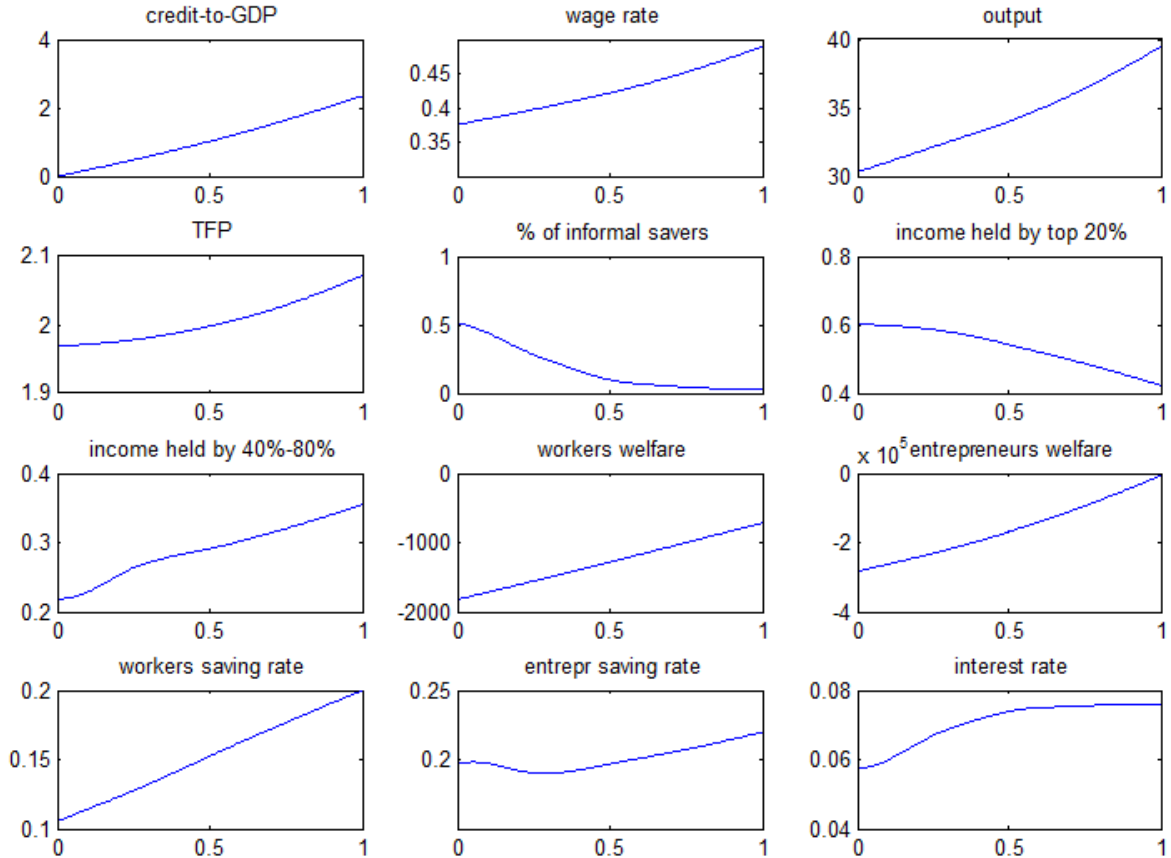 credit-to-GDP
4
2
0
0 0.5 1
wage rate
0.45
0.4
0.35
0 0.5 1
output
40
35
30
0 0.5 1
TFP
2.1
2
1.9
0 0.5 1
% of informal savers
1
0.5
0
0 0.5 1
income held by top 20%
0.8
0.6
0.4
0 0.5 1
income held by 40%-80%
0.4
0.3
0.2
0 0.5 1
workers welfare
0
-1000
-2000
0 0.5 1
x 10^5 entrepreneurs welfare
0
-2
-4
0 0.5 1
workers saving rate
0.2
0.15
0.1
0 0.5 1
entrepr saving rate
0.25
0.2
0 0.5 1
interest rate
0.08
0.06
0.04
0 0.5 1